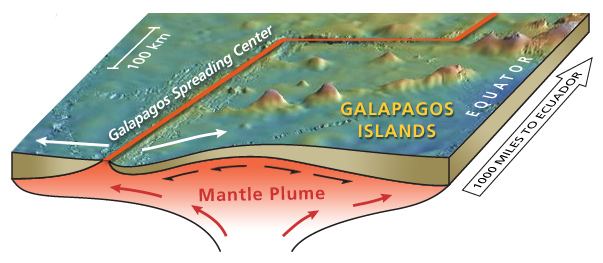 100 km
Galapagos Spreading Center
GALAPAGOS
ISLANDS
EQUATOR
1000 MILES TO ECUADOR
Mantle Plume